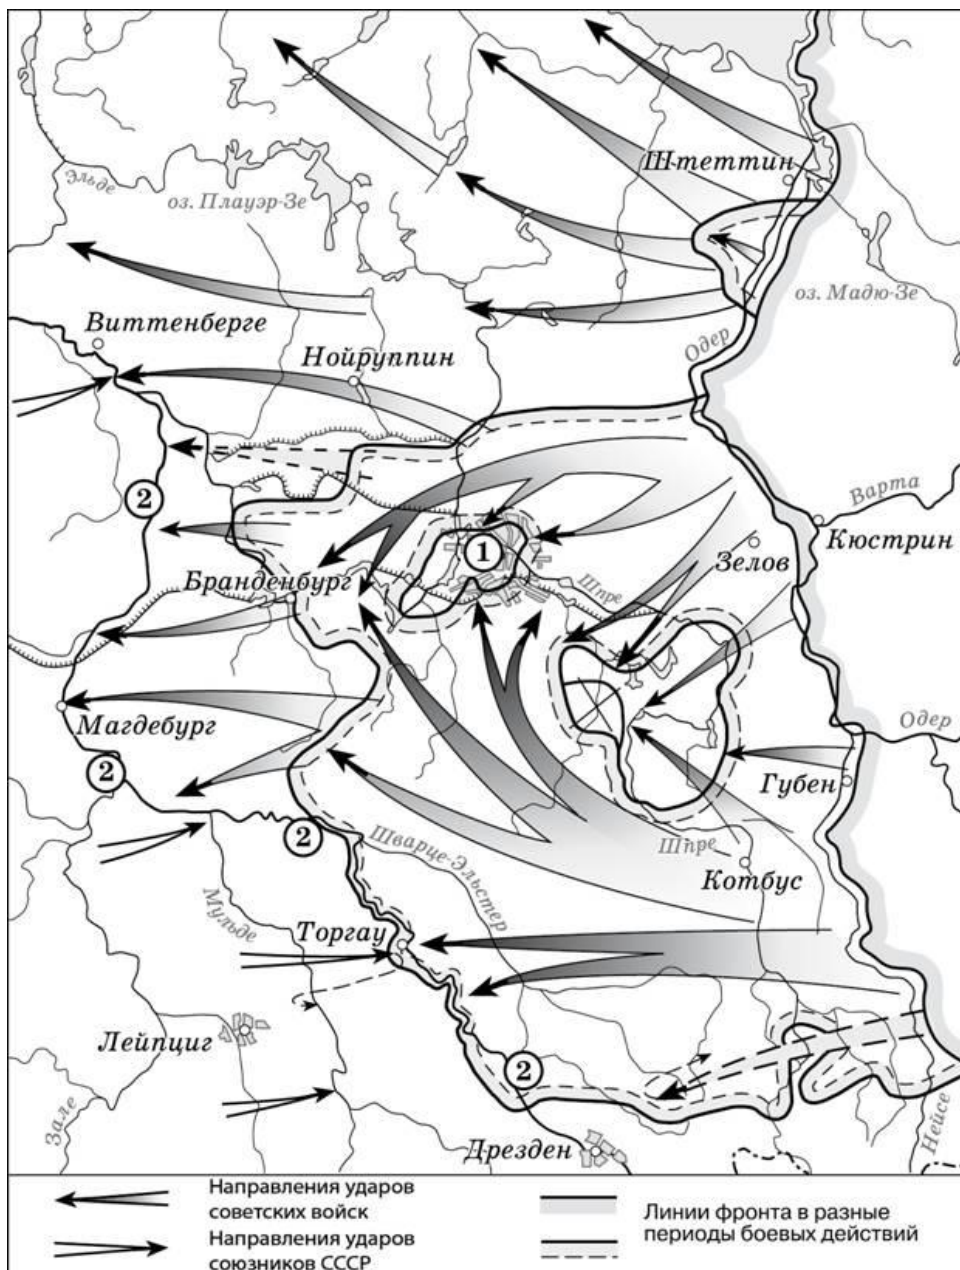 Штеттин
Эльде
оз. Плауэр-Зе
оз. Мадю-Зе
Виттенберге
Одер
Нойруппин
2
Варта
1
Кюстрин
Зелов
Шпре
Бранденбург
Магдебург
Одер
2
Губен
2
Шпре
Шварце-Эльстер
Котбус
Мульде
Торгау
Лейпциг
2
Зале
Нейсе
Дрезден
Направления ударов
советских войск
Направления ударов
союзников СССР
Линии фронта в разные
периоды боевых действий